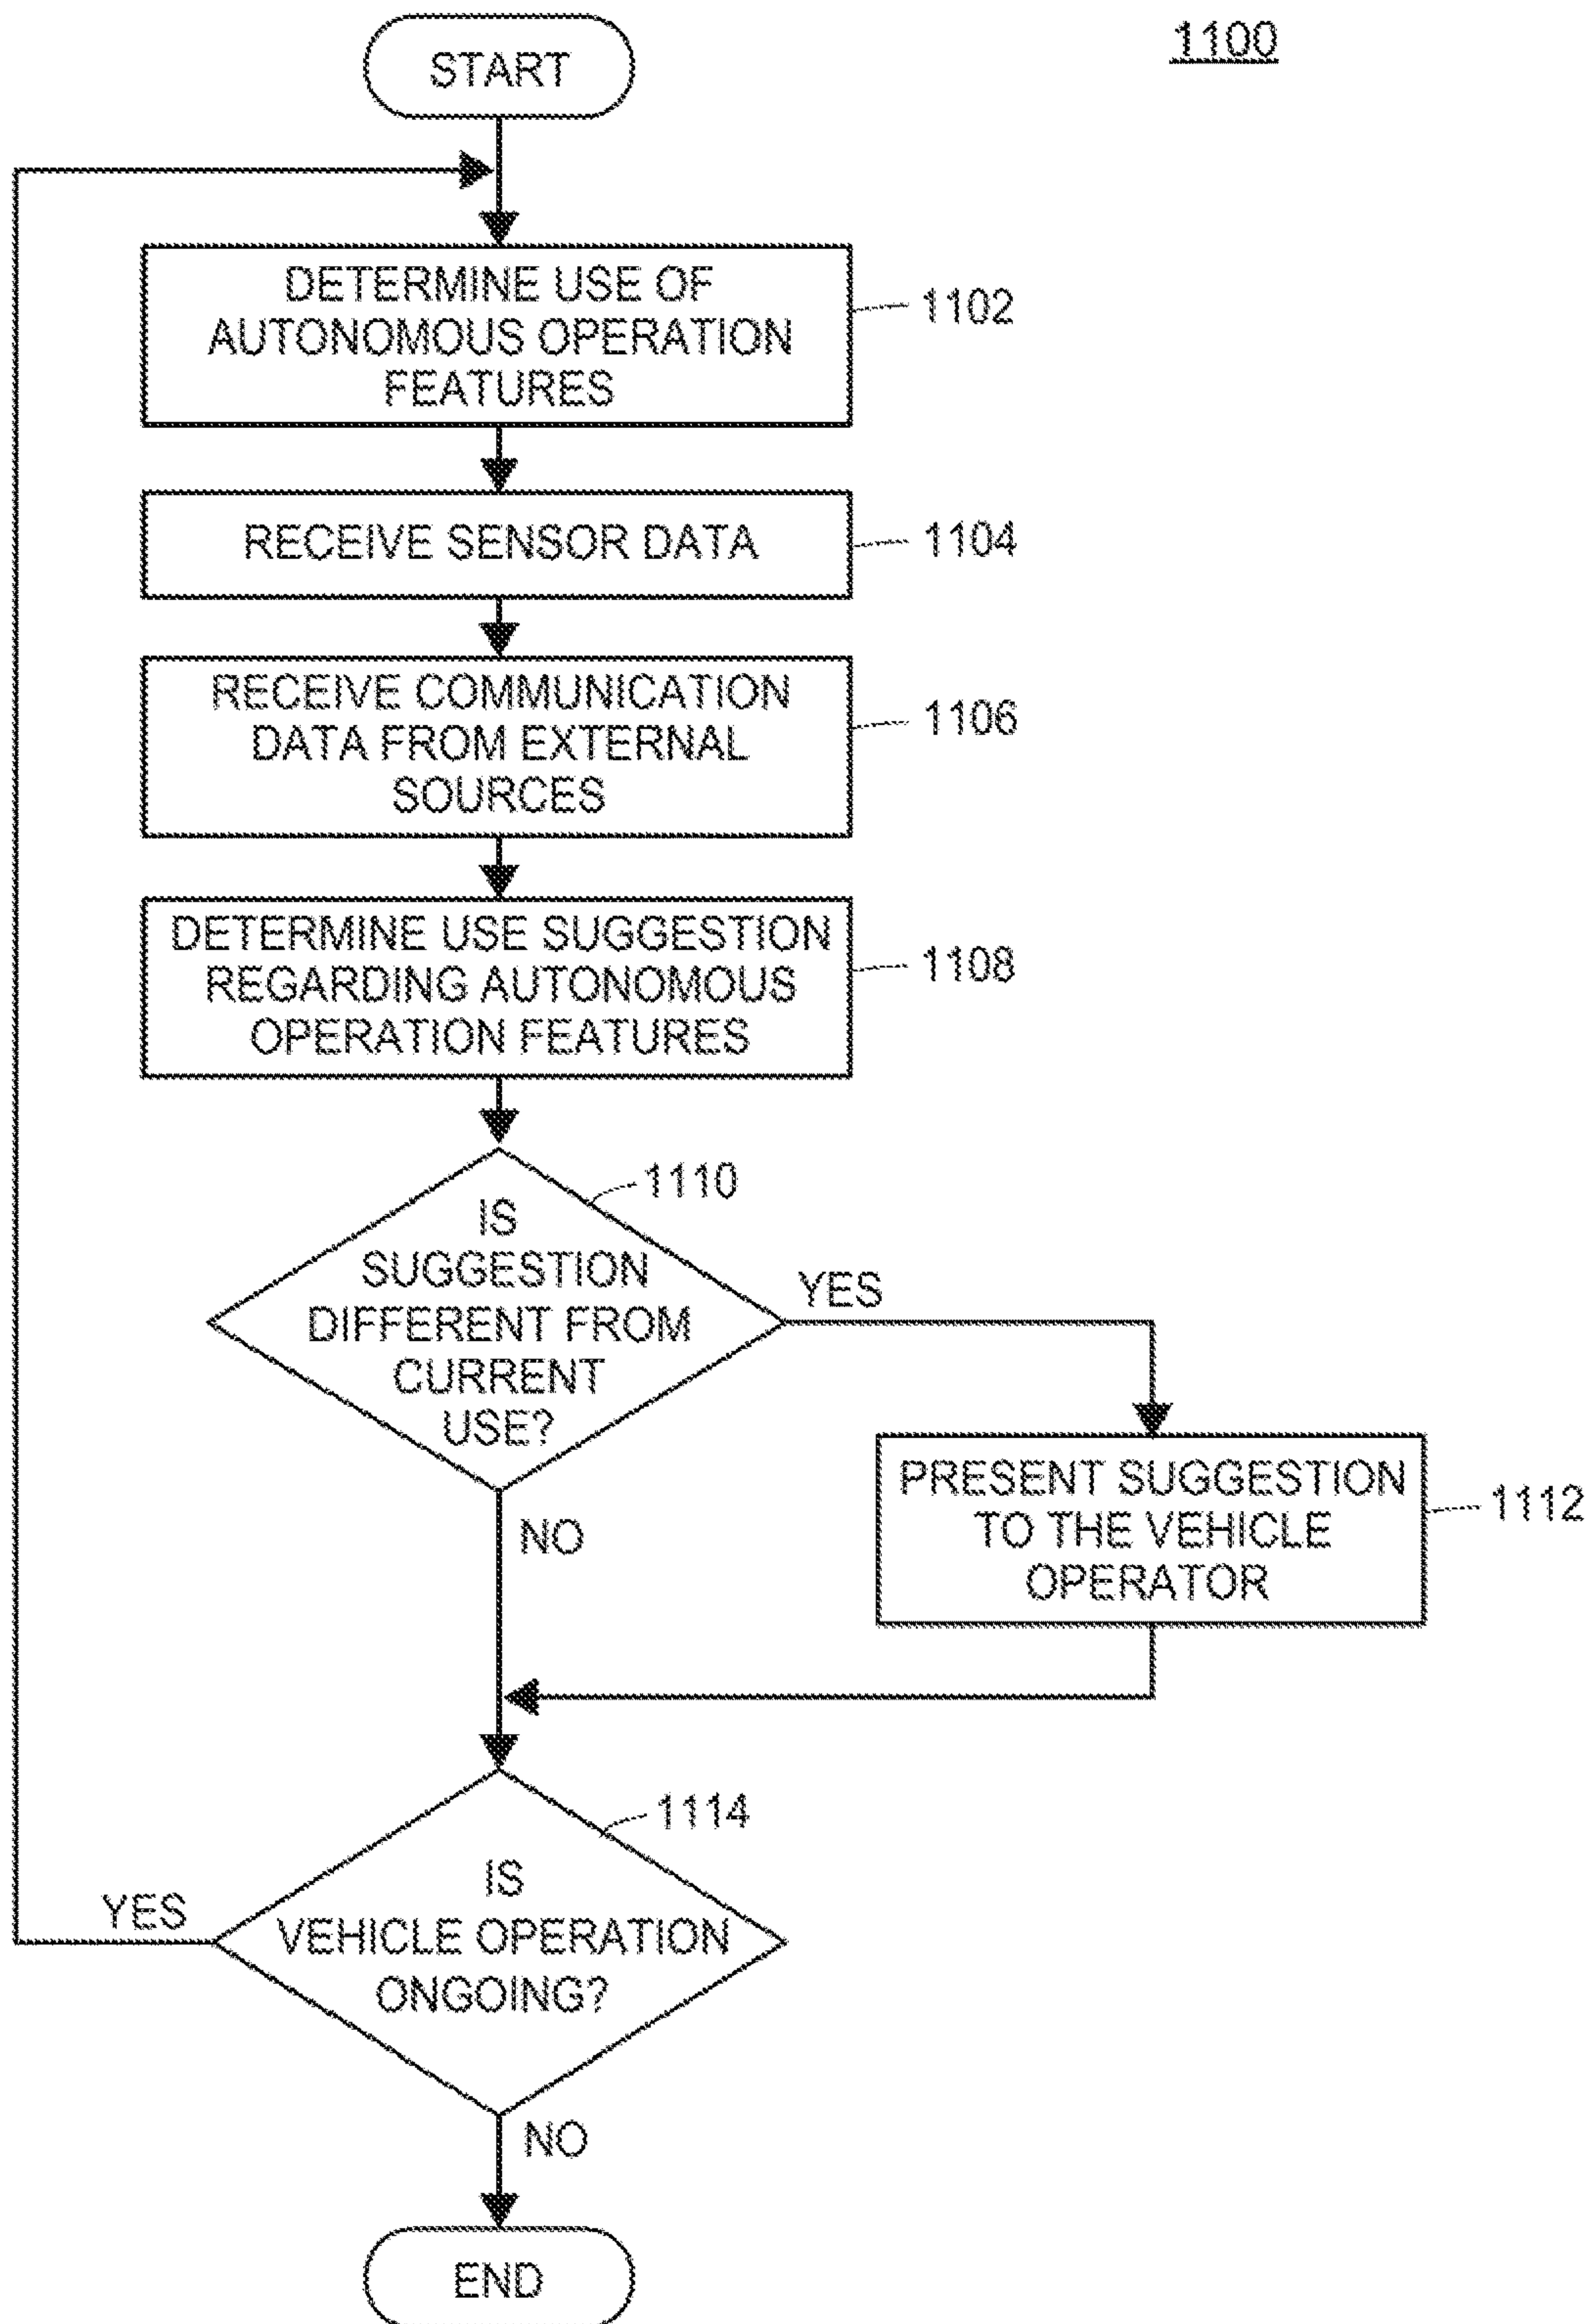 1100
START
DETERMINE USE OF
AUTONOMOUS OPERATION
FEATURES
1102
RECEIVE SENSOR DATA
1104
RECEIVE COMMUNICATION
DATA FROM EXTERNAL
SOURCES
1106
DETERMINE USE SUGGESTION
REGARDING AUTONOMOUS
OPERATION FEATURES
1108
1110
IS
SUGGESTION
DIFFERENT FROM
CURRENT
USE?
YES
NO
PRESENT SUGGESTION
TO THE VEHICLE
OPERATOR
1112
1114
IS
VEHICLE OPERATION
ONGOING?
YES
NO
END